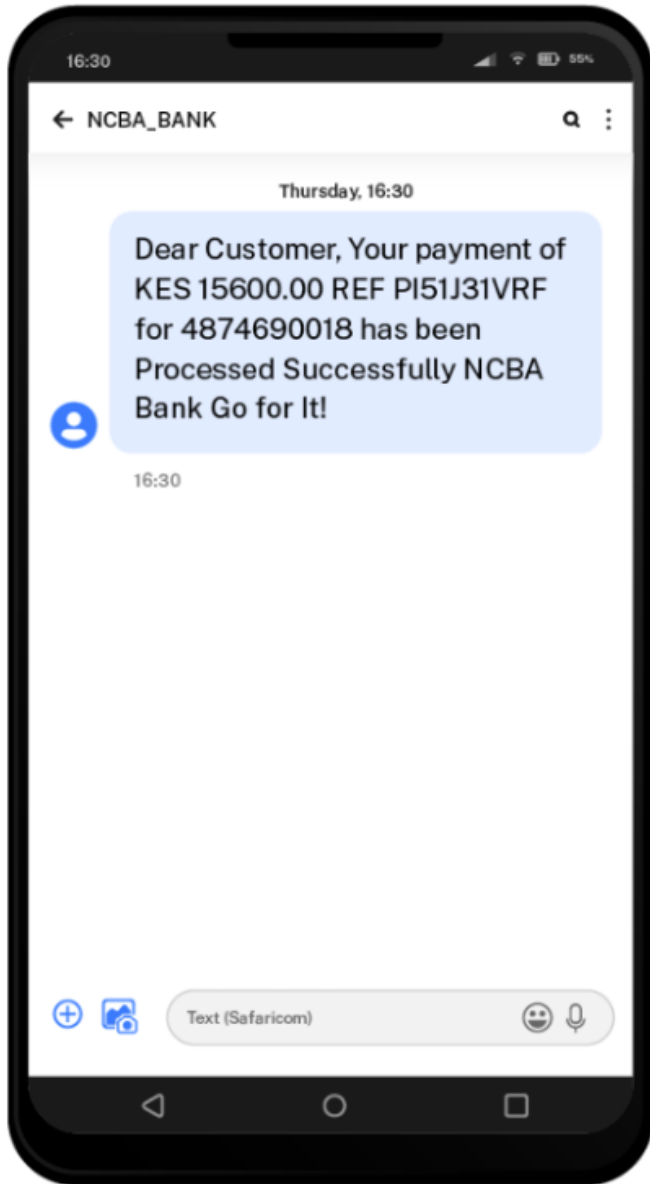 16:30
55%
NCBA_BANK
Thursday, 16:30
Dear Customer, Your payment of
KES 15600.00 REF PI51J31VRF
for 4874690018 has been
Processed Successfully NCBA
Bank Go for It!
16:30
Text (Safaricom)